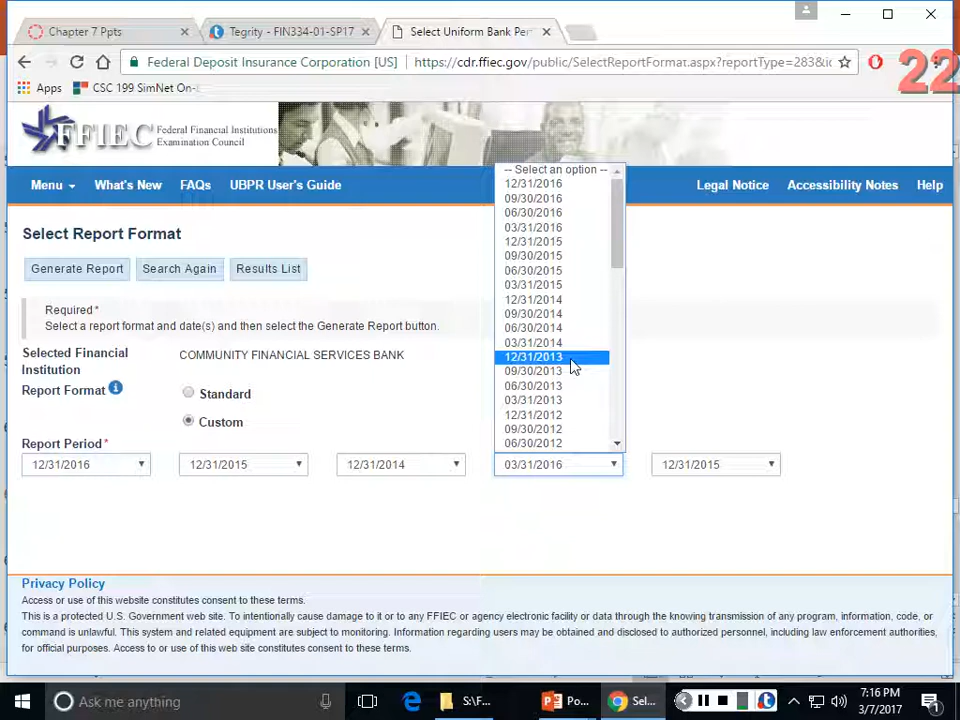 Chapter 7 Ppts
Tegrity - FIN334-01-SP17
Select Uniform Bank Per
Federal Deposit Insurance Corporation [US]
https://cdr.ffiec.gov/public/SelectReportFormat.aspx?reportType=283&i
22
Apps
CSC 199 SimNet On-
FFIEC
Federal Financial Institutions
Examination Council
Menu
What's New
FAQs
UBPR User's Guide
Legal Notice
Accessibility Notes
Help
-- Select an option --
12/31/2016
09/30/2016
06/30/2016
03/31/2016
12/31/2015
09/30/2015
06/30/2015
03/31/2015
12/31/2014
09/30/2014
06/30/2014
03/31/2014
12/31/2013
09/30/2013
06/30/2013
03/31/2013
12/31/2012
09/30/2012
06/30/2012
Select Report Format
Generate Report
Search Again
Results List
Required *
Select a report format and date(s) and then select the Generate Report button.
Selected Financial
Institution
COMMUNITY FINANCIAL SERVICES BANK
Report Format
Standard
Custom
Report Period *
12/31/2016
12/31/2015
12/31/2014
03/31/2016
12/31/2015
Privacy Policy
Access or use of this website constitutes consent to these terms.
This is a protected U.S. Government web site. To intentionally cause damage to it or to any FFIEC or agency electronic facility or data through the knowing transmission of any program, information, code, or
command is unlawful. This system and related equipment are subject to monitoring. Information regarding users may be obtained and disclosed to authorized personnel, including law enforcement authorities,
for official purposes. Access to or use of this web site constitutes consent to these terms.
Ask me anything
S:\F...
Po...
Sel...
7:16 PM
3/7/2017
1